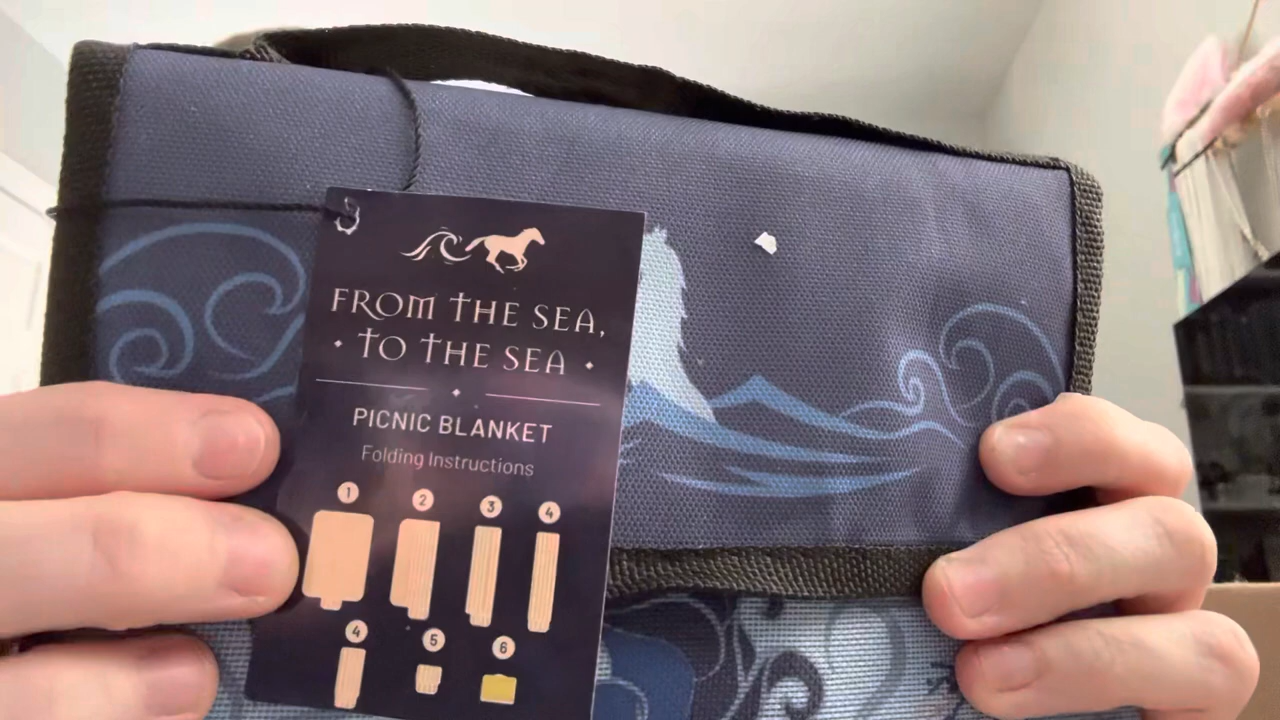 FROM THE SEA,
• TO THE SEA •
PICNIC BLANKET
Folding Instructions
1 2 3 4
4 5 6